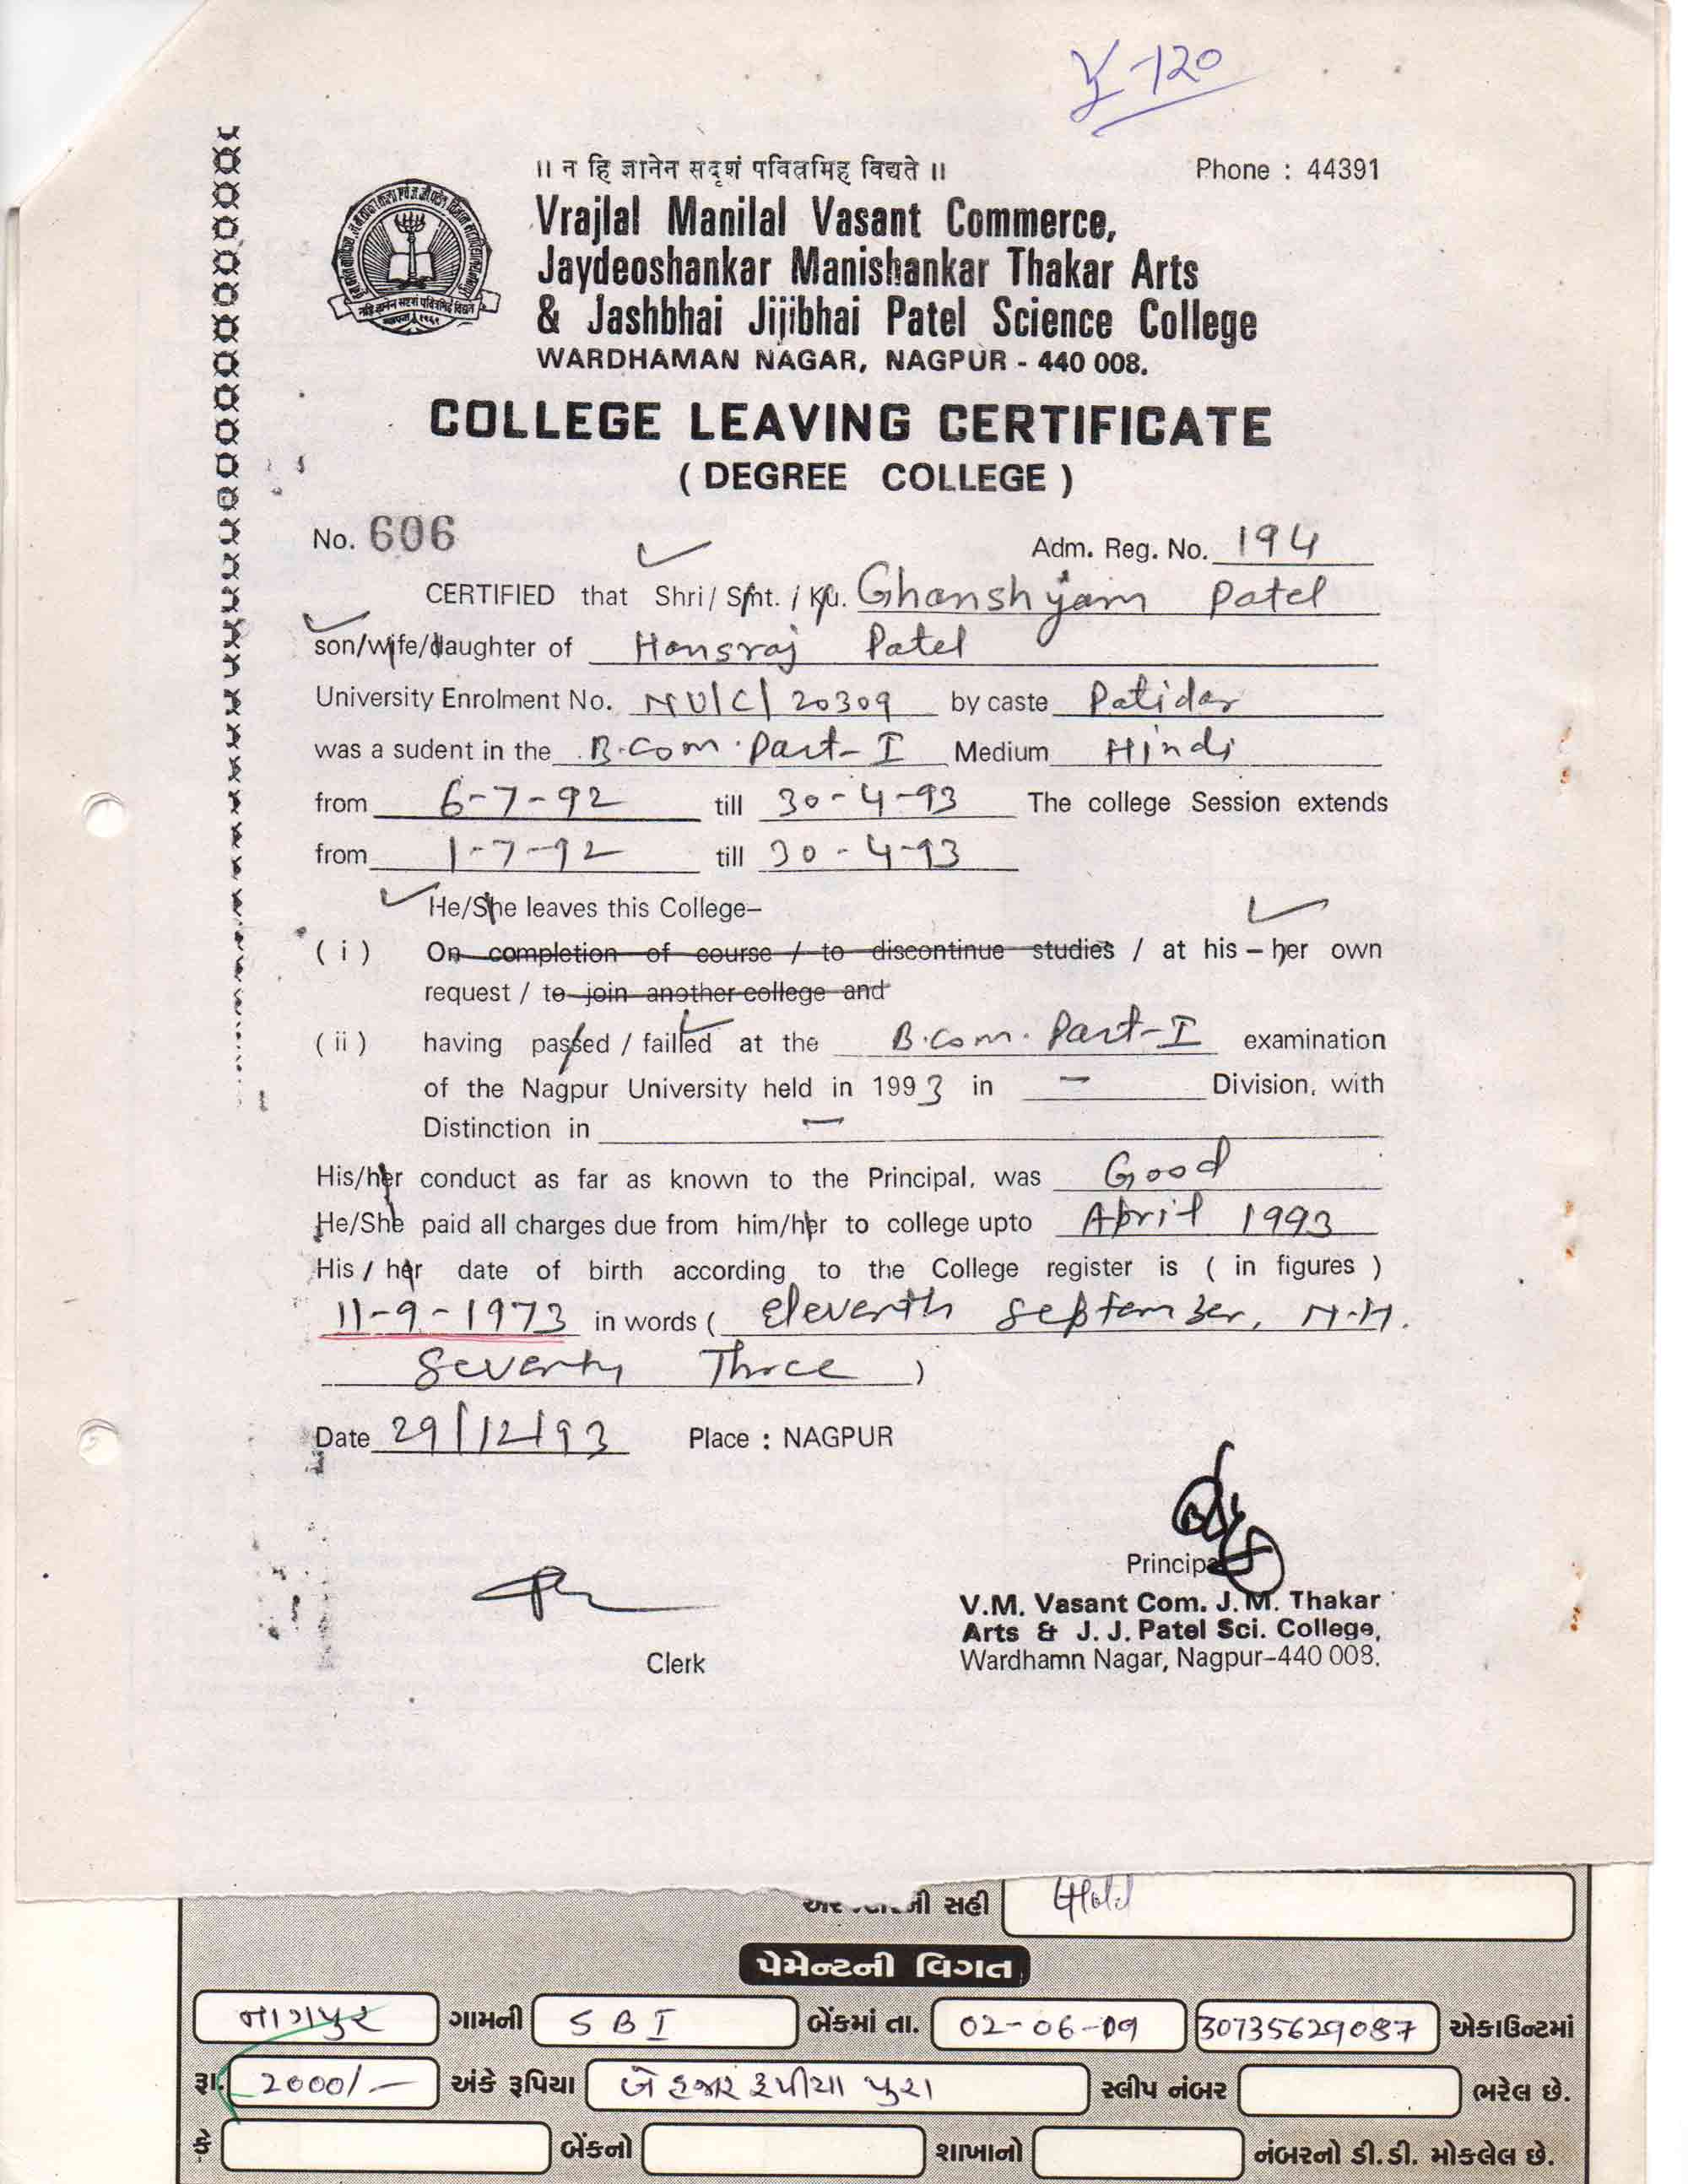 યુ-120
।। न हि ज्ञानेन सदृशं पवित्रमिह विद्यते ।।
Phone : 44391
Vrajlal Manilal Vasant Commerce,
Jaydeoshankar Manishankar Thakar Arts
& Jashbhai Jijibhai Patel Science College
WARDHAMAN NAGAR, NAGPUR - 440 008.
COLLEGE LEAVING CERTIFICATE
( DEGREE COLLEGE )
No. 606
Adm. Reg. No. 194
CERTIFIED that Shri / Smt. / Ku. Ghanshyam Patel
son/wife/daughter of Hansraj Patel
University Enrolment No. NU/C/20309 by caste Patidar
was a sudent in the B.Com. Part-I Medium Hindi
from 6-7-92 till 30-4-93 The college Session extends
from 1-7-92 till 30-4-93
He/She leaves this College–
( i ) On completion of course / to discontinue studies / at his – her own
request / to join another college and
( ii ) having passed / failled at the B.Com. Part-I examination
of the Nagpur University held in 1993 in — Division, with
Distinction in —
His/her conduct as far as known to the Principal, was Good
He/She paid all charges due from him/her to college upto April 1993
His / her date of birth according to the College register is ( in figures )
11-9-1973 in words ( Eleventh September, N.H.
Seventy Three )
Date 29/12/93 Place : NAGPUR
Principal
V.M. Vasant Com. J.M. Thakar
Arts & J. J. Patel Sci. College,
Clerk
Wardhamn Nagar, Nagpur–440 008.
ની સહી
પેમેન્ટની વિગત
નાગપુર ગામની SBI બેંકમાં તા. 02-06-09 30735629087 એકાઉન્ટમાં
રૂા. 2000/- અંકે રૂપિયા બે હજાર રૂપીયા પુરા સ્લીપ નંબર ભરેલ છે.
કે બેંકનો શાખાનો નંબરનો ડી.ડી. મોકલેલ છે.